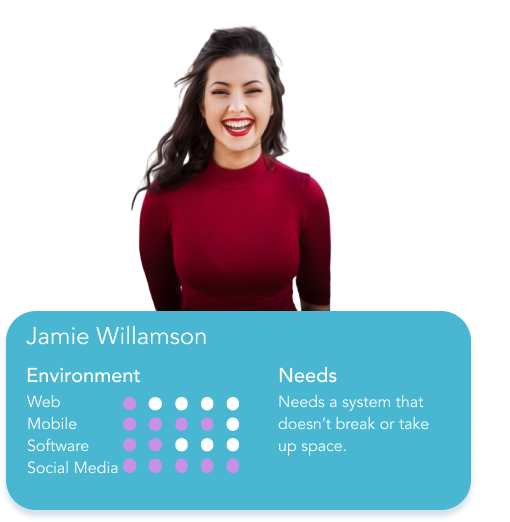 Jamie Willamson
Environment
Web
Mobile
Software
Social Media
Needs
Needs a system that
doesn’t break or take
up space.